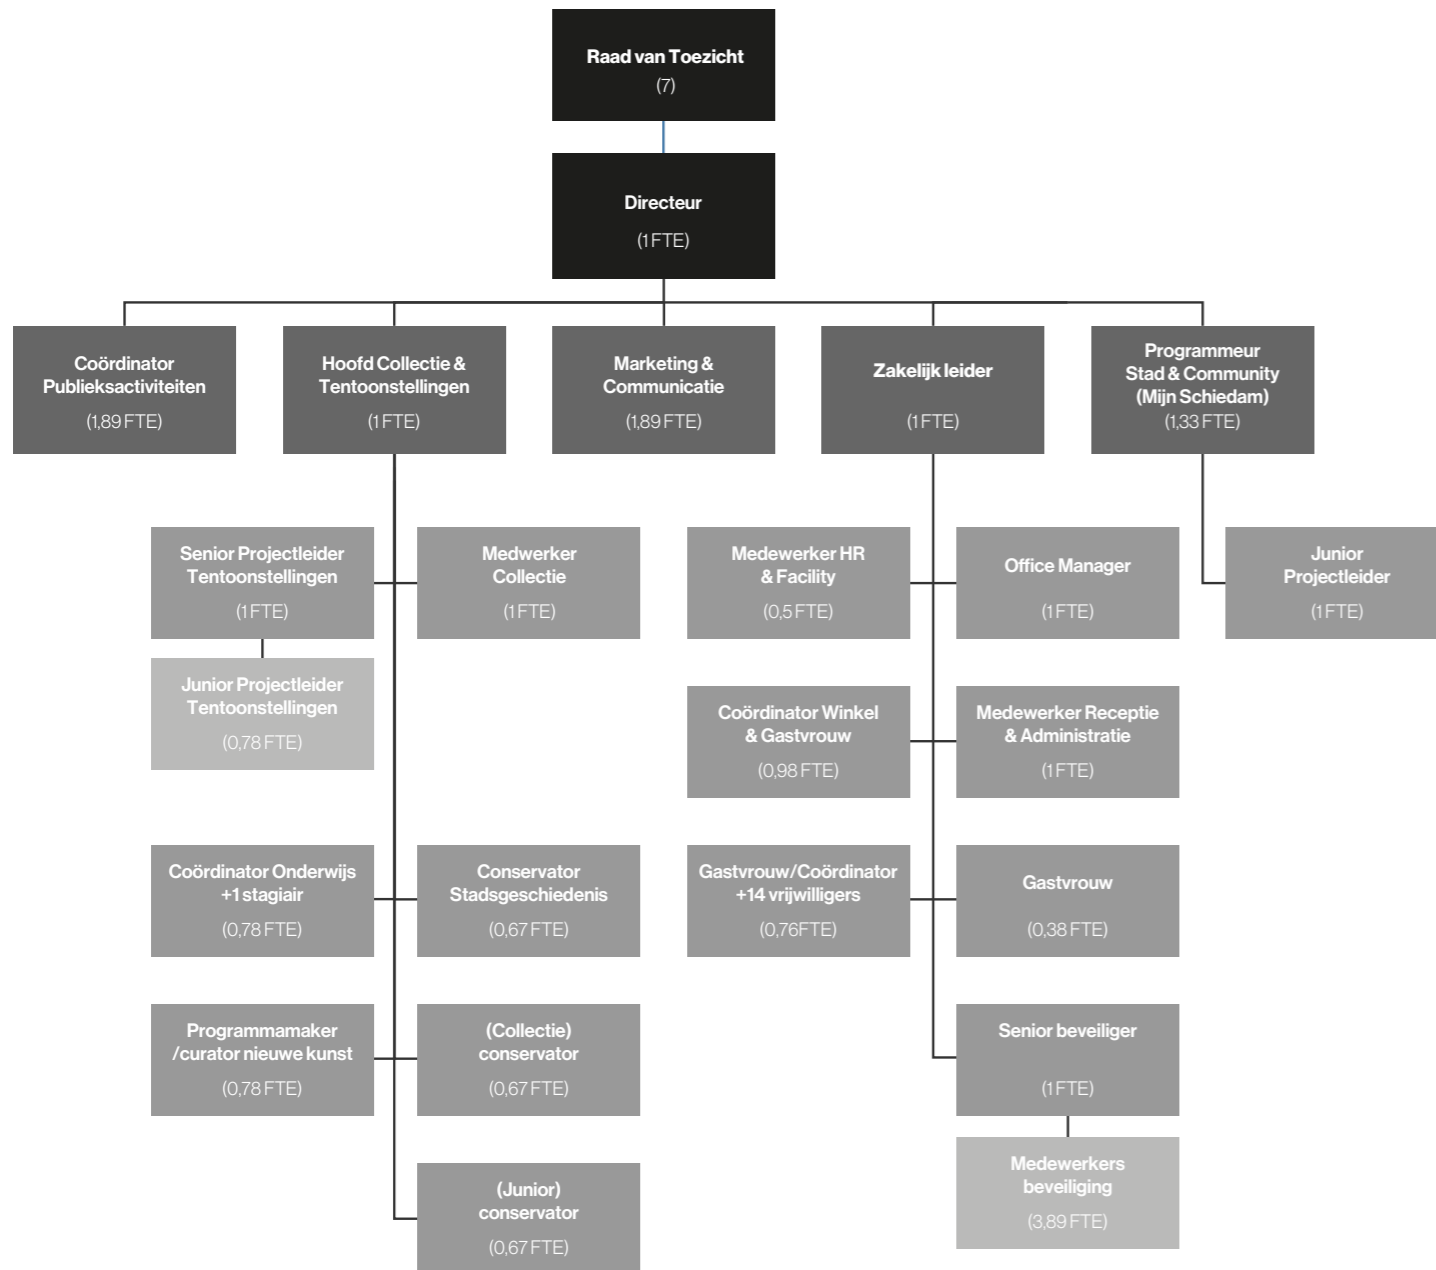 Raad van Toezicht
(7)
Directeur
(1 FTE)
Coördinator
Publieksactiviteiten
(1,89 FTE)
Hoofd Collectie &
Tentoonstellingen
(1 FTE)
Marketing &
Communicatie
(1,89 FTE)
Zakelijk leider
(1 FTE)
Programmeur
Stad & Community
(Mijn Schiedam)
(1,33 FTE)
Senior Projectleider
Tentoonstellingen
(1 FTE)
Medwerker
Collectie
(1 FTE)
Medewerker HR
& Facility
(0,5 FTE)
Office Manager
(1 FTE)
Junior
Projectleider
(1 FTE)
Junior Projectleider
Tentoonstellingen
(0,78 FTE)
Coördinator Winkel
& Gastvrouw
(0,98 FTE)
Medewerker Receptie
& Administratie
(1 FTE)
Coördinator Onderwijs
+1 stagiair
(0,78 FTE)
Conservator
Stadsgeschiedenis
(0,67 FTE)
Gastvrouw/Coördinator
+14 vrijwilligers
(0,76FTE)
Gastvrouw
(0,38 FTE)
Programmamaker
/curator nieuwe kunst
(0,78 FTE)
(Collectie)
conservator
(0,67 FTE)
Senior beveiliger
(1 FTE)
(Junior)
conservator
(0,67 FTE)
Medewerkers
beveiliging
(3,89 FTE)